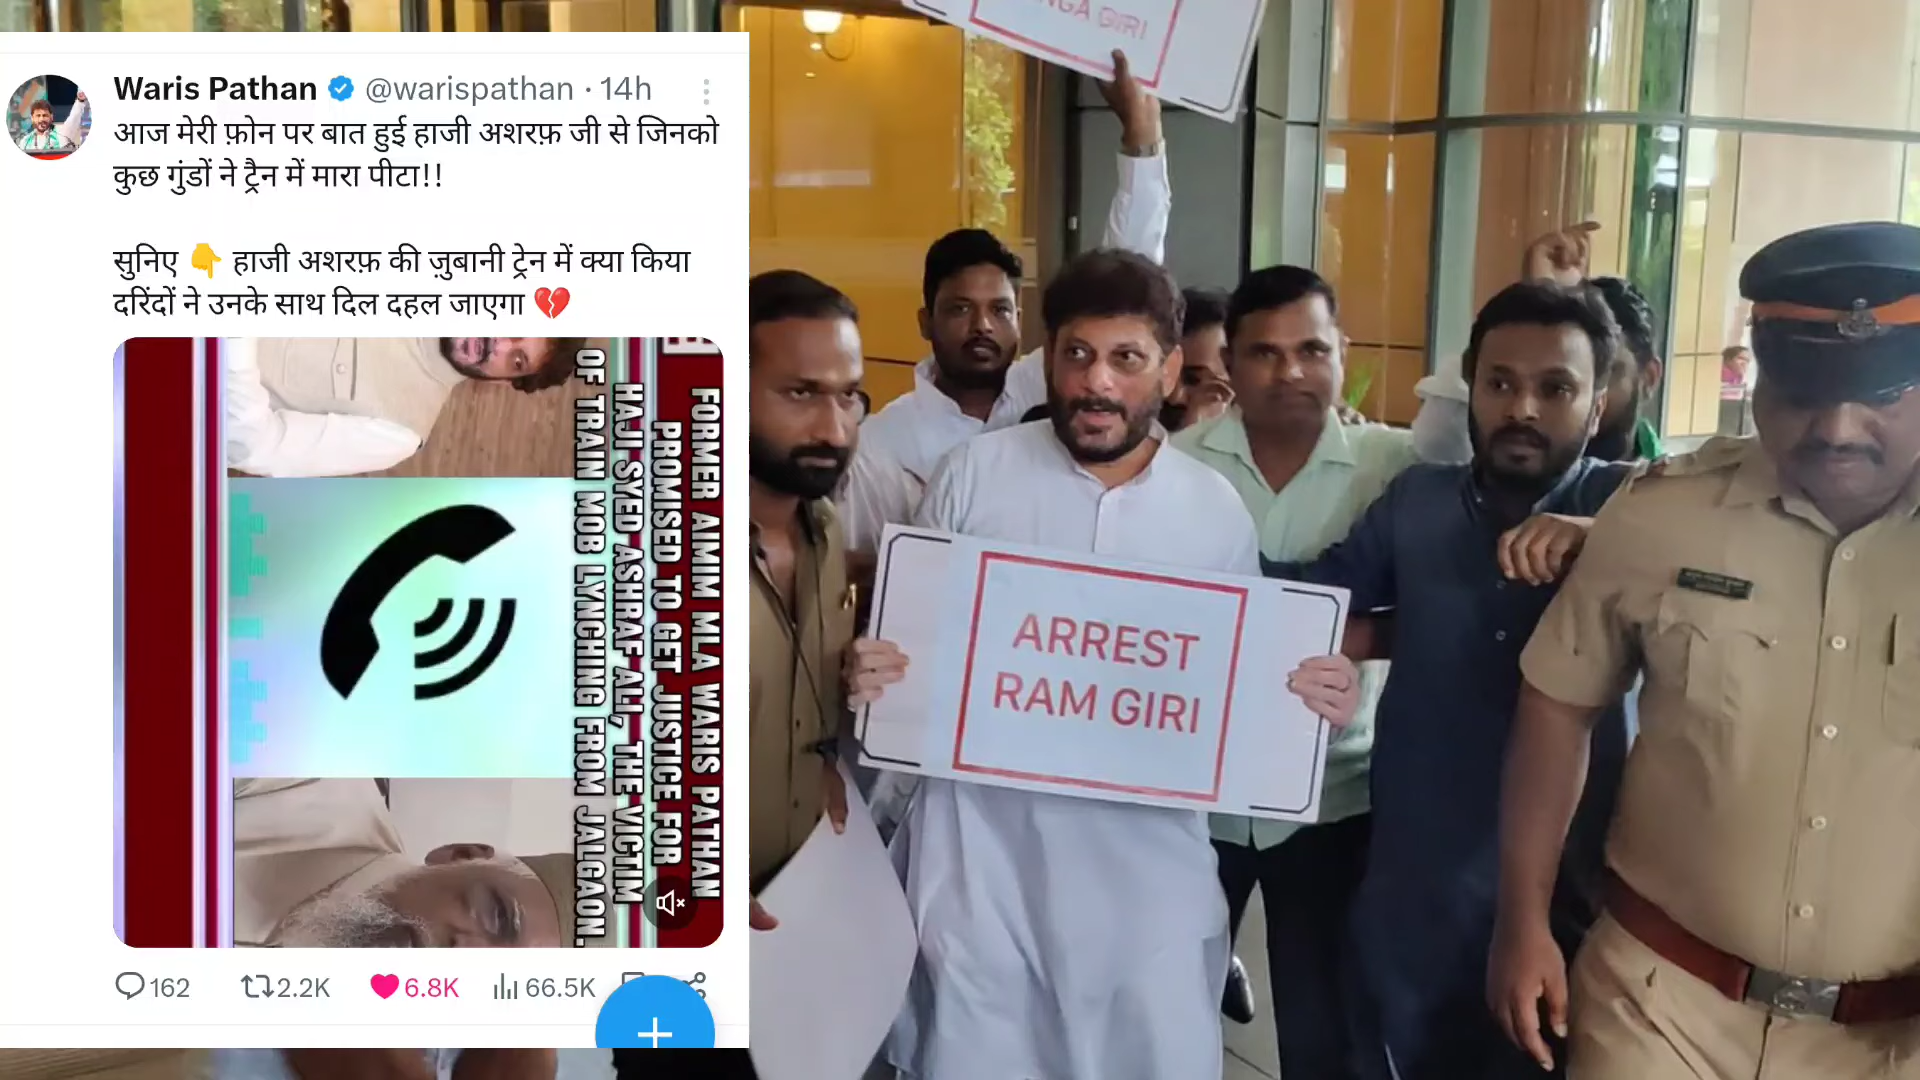 Waris Pathan @warispathan · 14h
आज मेरी फ़ोन पर बात हुई हाजी अशरफ़ जी से जिनको
कुछ गुंडों ने ट्रैन में मारा पीटा!!
सुनिए 👇 हाजी अशरफ़ की ज़ुबानी ट्रेन में क्या किया
दरिंदों ने उनके साथ दिल दहल जाएगा 💔
FORMER AIMIM MLA WARIS PATHAN
PROMISED TO GET JUSTICE FOR
HAJI SYED ASHRAF ALI, THE VICTIM
OF TRAIN MOB LYNCHING FROM JALGAON.
162 2.2K 6.8K 66.5K
GIRI
ARREST
RAM GIRI